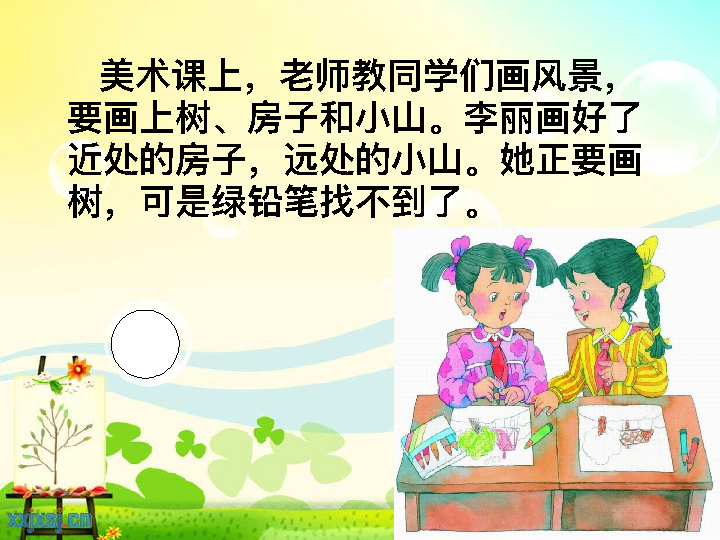 美术课上，老师教同学们画风景，
要画上树、房子和小山。李丽画好了
近处的房子，远处的小山。她正要画
树，可是绿铅笔找不到了。
xxjxsj.cn